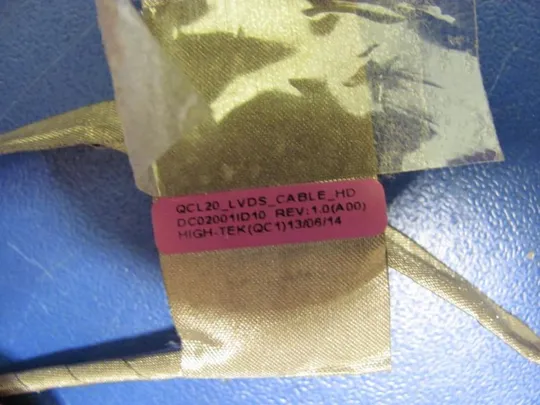 QCL20_LVDS_CABLE_HD
DC02001ID10 REV:1.0(A00)
HIGH-TEK(QC1)13/06/14